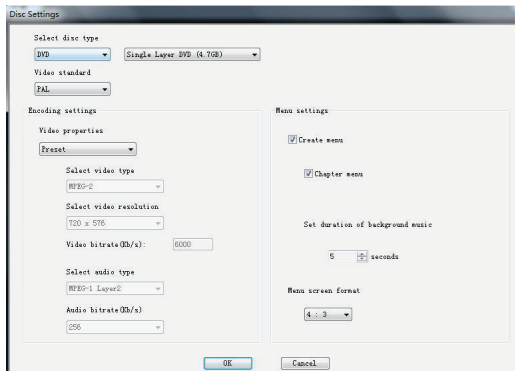 Disc Settings
Select disc type
DVD Single Layer DVD (4.7GB)
Video standard
PAL
Encoding settings
Video properties
Preset
Select video type
MPEG-2
Select video resolution
720 x 576
Video bitrate(Kb/s): 6000
Select audio type
MPEG-1 Layer2
Audio bitrate(Kb/s)
256
Menu settings
Create menu
Chapter menu
Set duration of background music
5 seconds
Menu screen format
4 : 3
OK Cancel